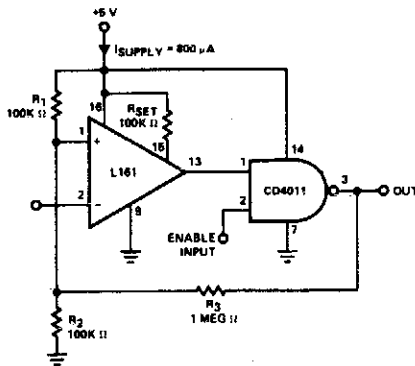 +5 V
ISUPPLY = 800 µA
R1
100K Ω
16
RSET
100K Ω
15
14
1
+
L161
13
1
CD4011
3
OUT
2
−
9
2
7
ENABLE
INPUT
R3
1 MEG Ω
R2
100K Ω